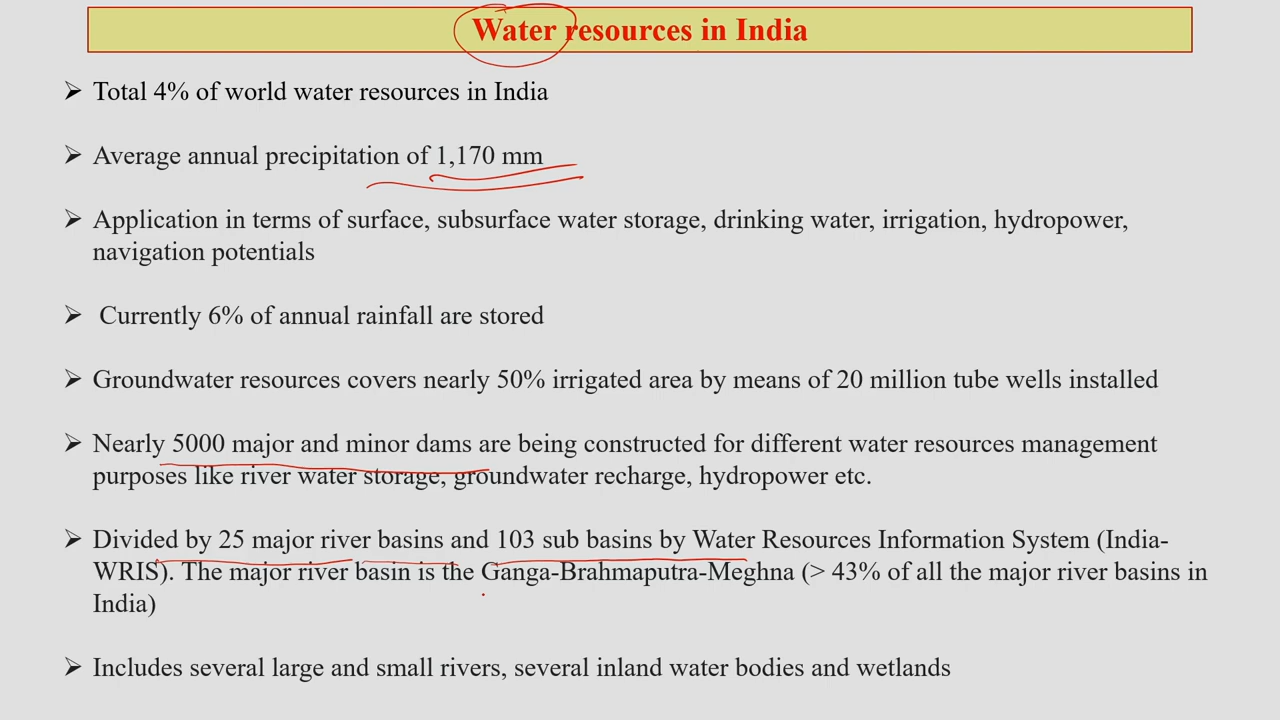 Water resources in India
➢ Total 4% of world water resources in India
➢ Average annual precipitation of 1,170 mm
➢ Application in terms of surface, subsurface water storage, drinking water, irrigation, hydropower,
navigation potentials
➢ Currently 6% of annual rainfall are stored
➢ Groundwater resources covers nearly 50% irrigated area by means of 20 million tube wells installed
➢ Nearly 5000 major and minor dams are being constructed for different water resources management
purposes like river water storage, groundwater recharge, hydropower etc.
➢ Divided by 25 major river basins and 103 sub basins by Water Resources Information System (India-
WRIS). The major river basin is the Ganga-Brahmaputra-Meghna (> 43% of all the major river basins in
India)
➢ Includes several large and small rivers, several inland water bodies and wetlands